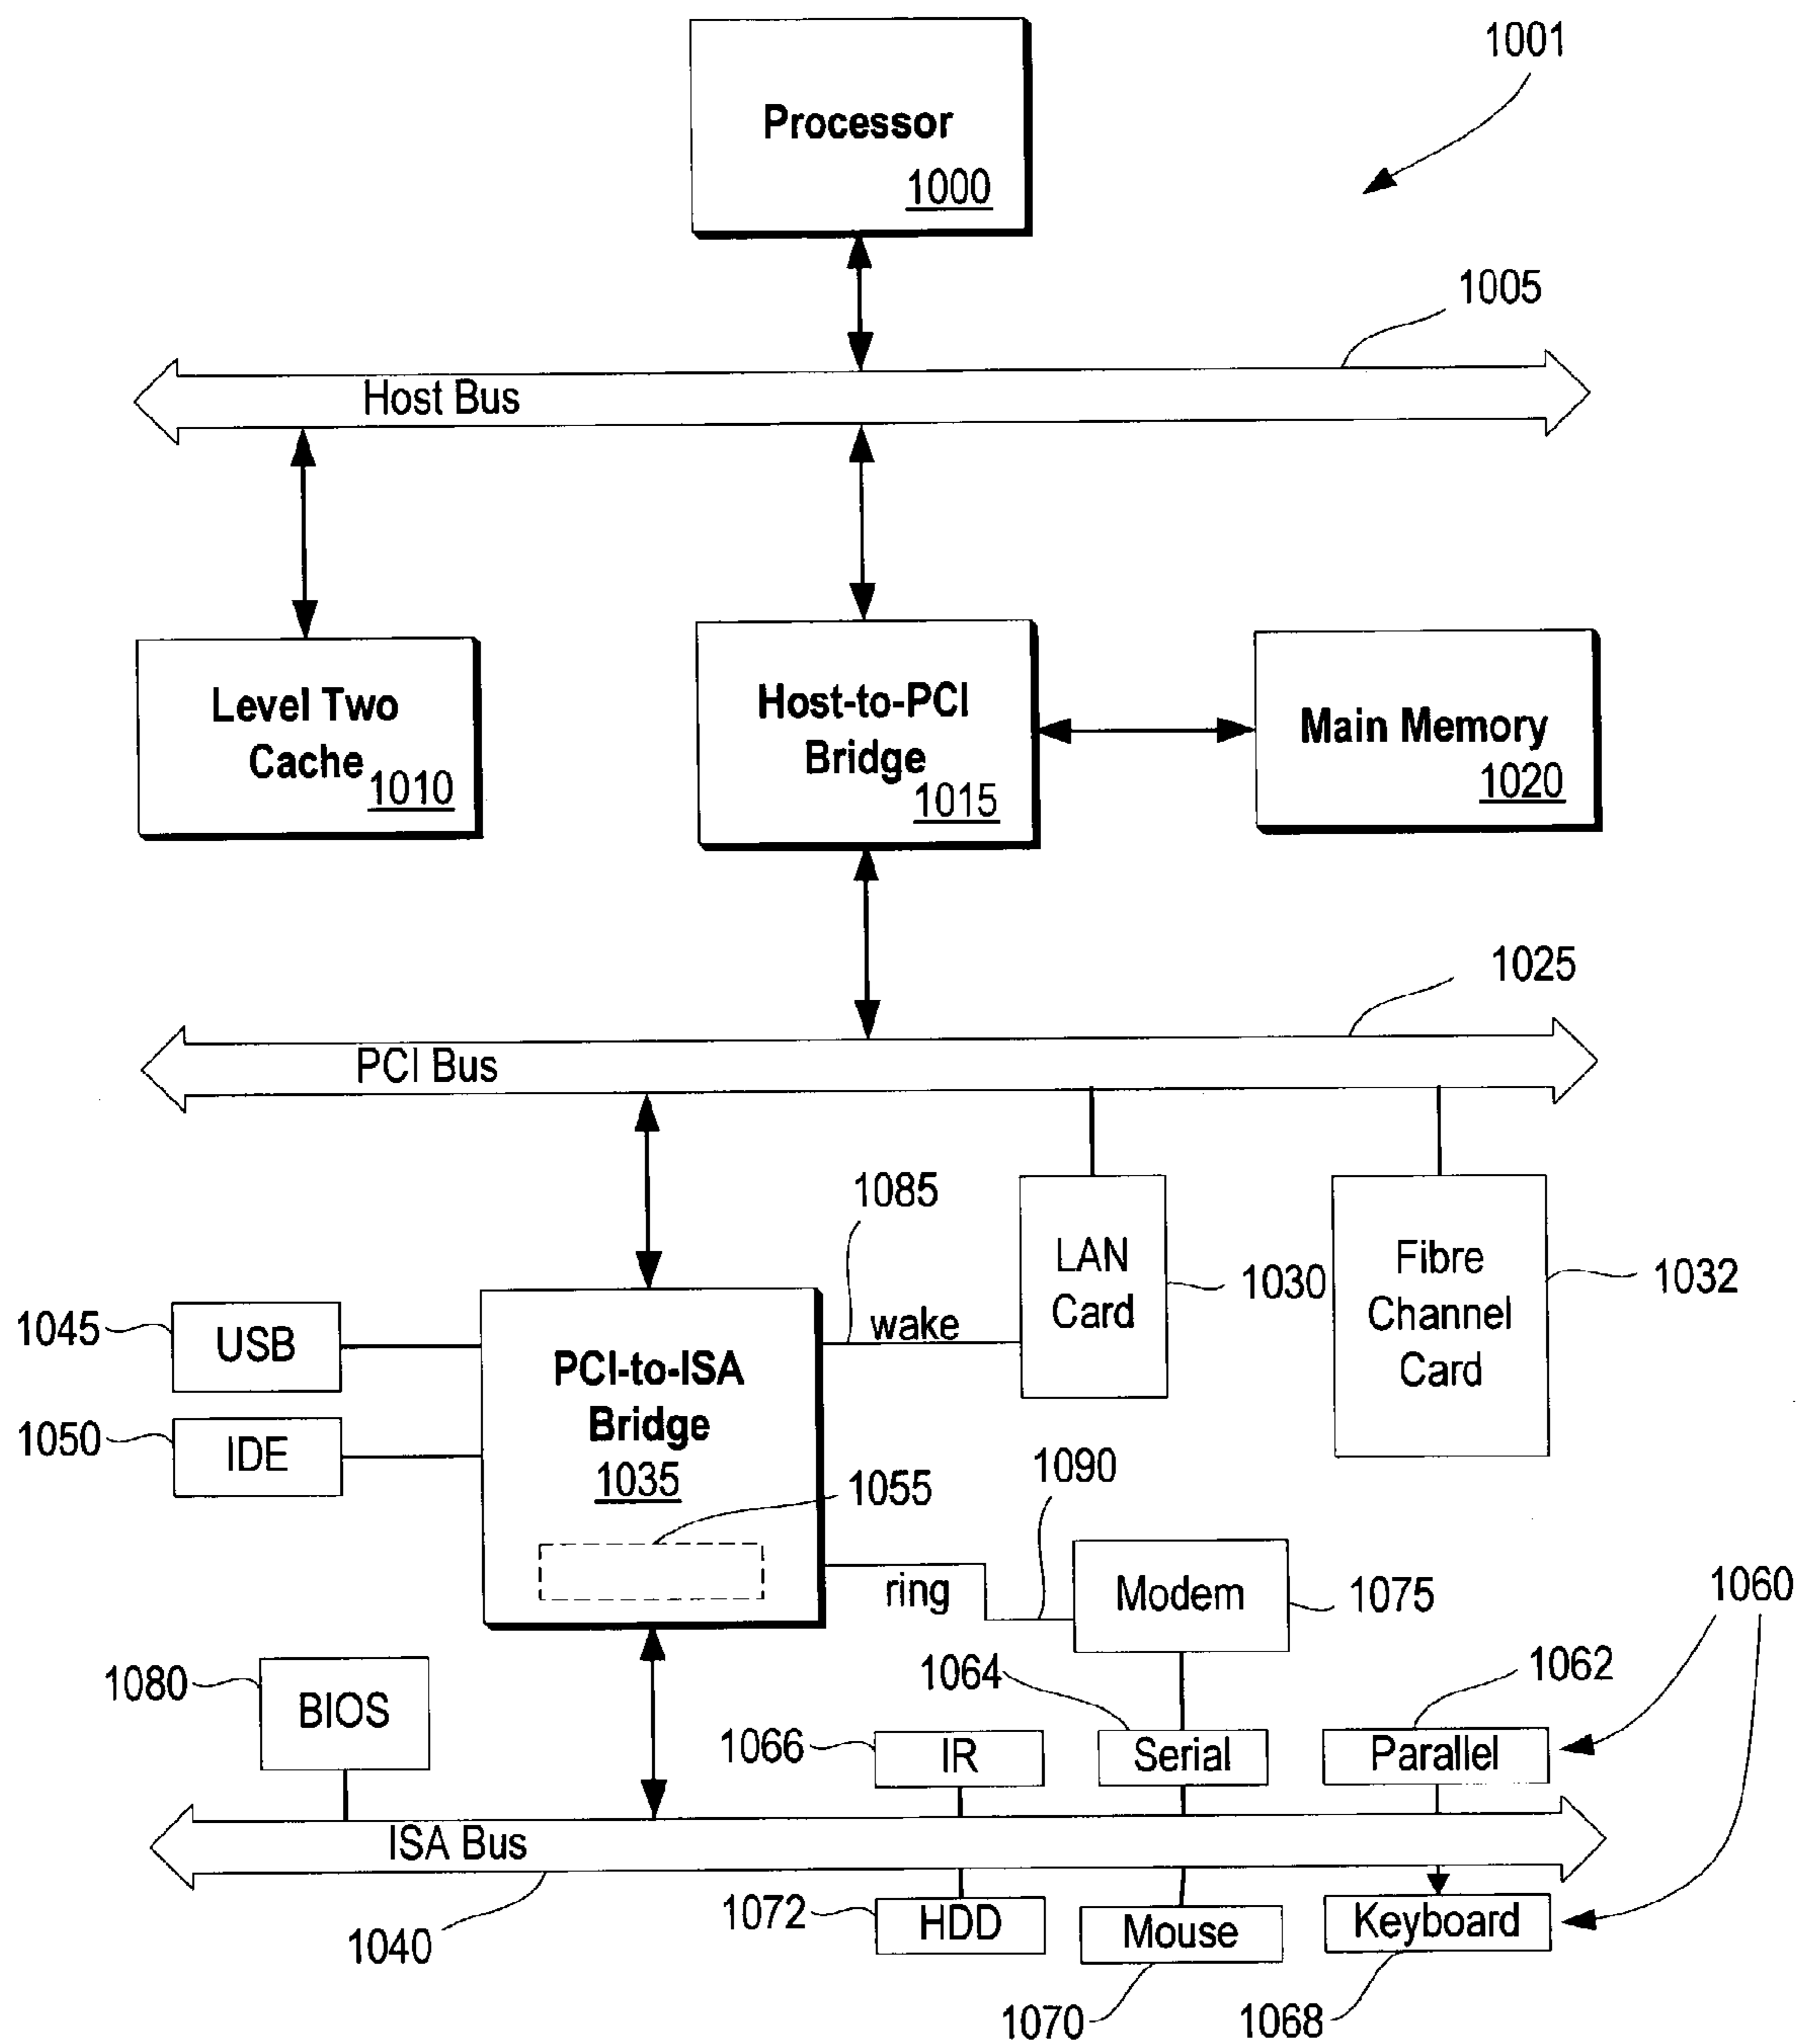 1001
Processor
1000
1005
Host Bus
Level Two
Cache
1010
Host-to-PCI
Bridge
1015
Main Memory
1020
1025
PCI Bus
1085
LAN
Card
1030
Fibre
Channel
Card
1032
wake
1045
USB
1050
IDE
PCI-to-ISA
Bridge
1035
1055
1090
ring
Modem
1075
1060
1080
BIOS
1064
1062
1066
IR
Serial
Parallel
ISA Bus
1040
1072
HDD
Mouse
Keyboard
1070
1068